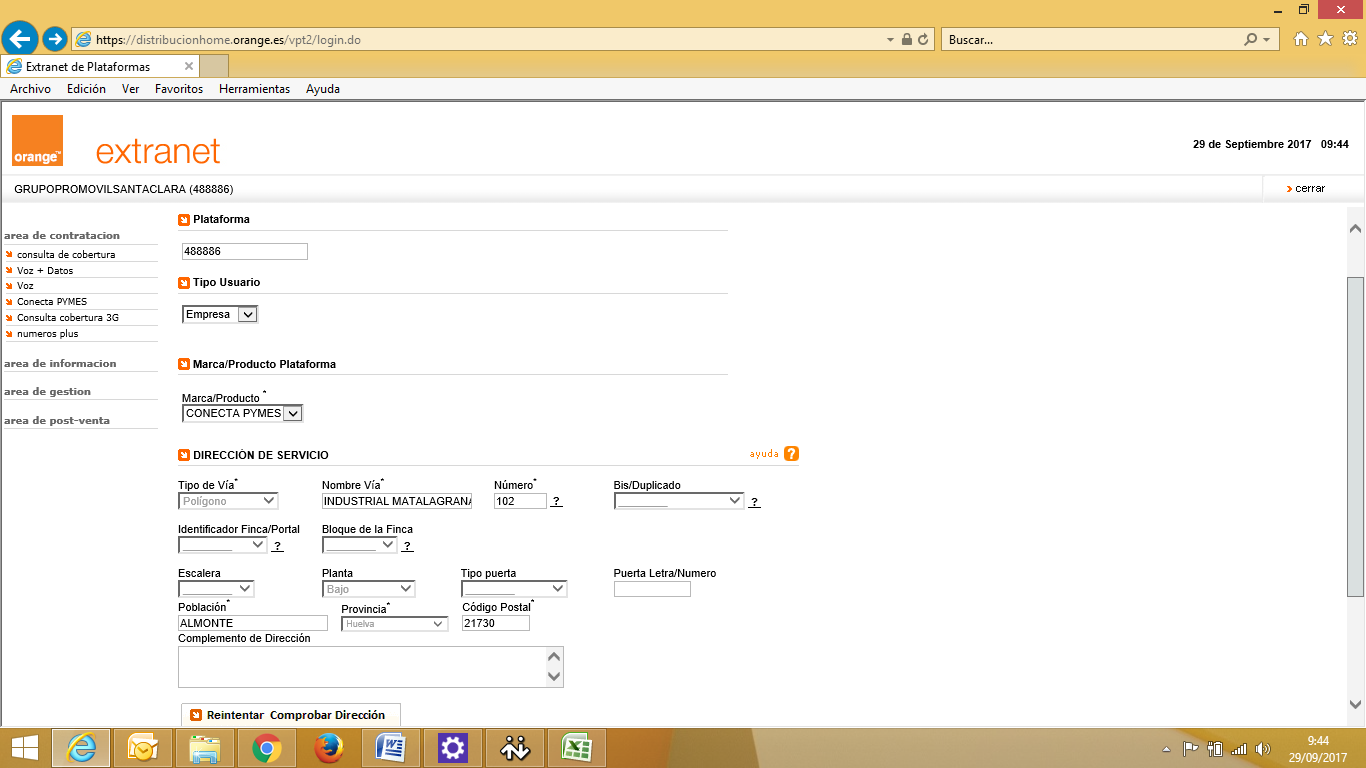 https://distribucionhome.orange.es/vpt2/login.do
Buscar...
Extranet de Plataformas
Archivo Edición Ver Favoritos Herramientas Ayuda
orange™
extranet
29 de Septiembre 2017 09:44
GRUPOPROMOVILSANTACLARA (488886)
cerrar
area de contratacion
consulta de cobertura
Voz + Datos
Voz
Conecta PYMES
Consulta cobertura 3G
numeros plus
area de informacion
area de gestion
area de post-venta
Plataforma
488886
Tipo Usuario
Empresa
Marca/Producto Plataforma
Marca/Producto *
CONECTA PYMES
DIRECCIÓN DE SERVICIO
ayuda ?
Tipo de Vía* Nombre Vía* Número* Bis/Duplicado
Polígono INDUSTRIAL MATALAGRANA 102 ? ________ ?
Identificador Finca/Portal Bloque de la Finca
________ ? ________ ?
Escalera Planta Tipo puerta Puerta Letra/Numero
________ Bajo ________
Población* Provincia* Código Postal*
ALMONTE Huelva 21730
Complemento de Dirección
Reintentar Comprobar Dirección
9:44
29/09/2017